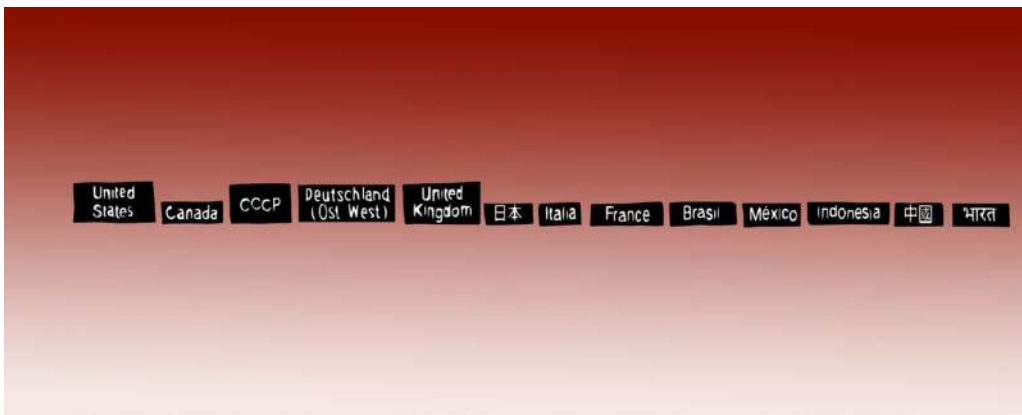 United
States
Canada
CCCP
Deutschland
(Ost West)
United
Kingdom
日本
Italia
France
Brasil
México
Indonesia
中國
भारत